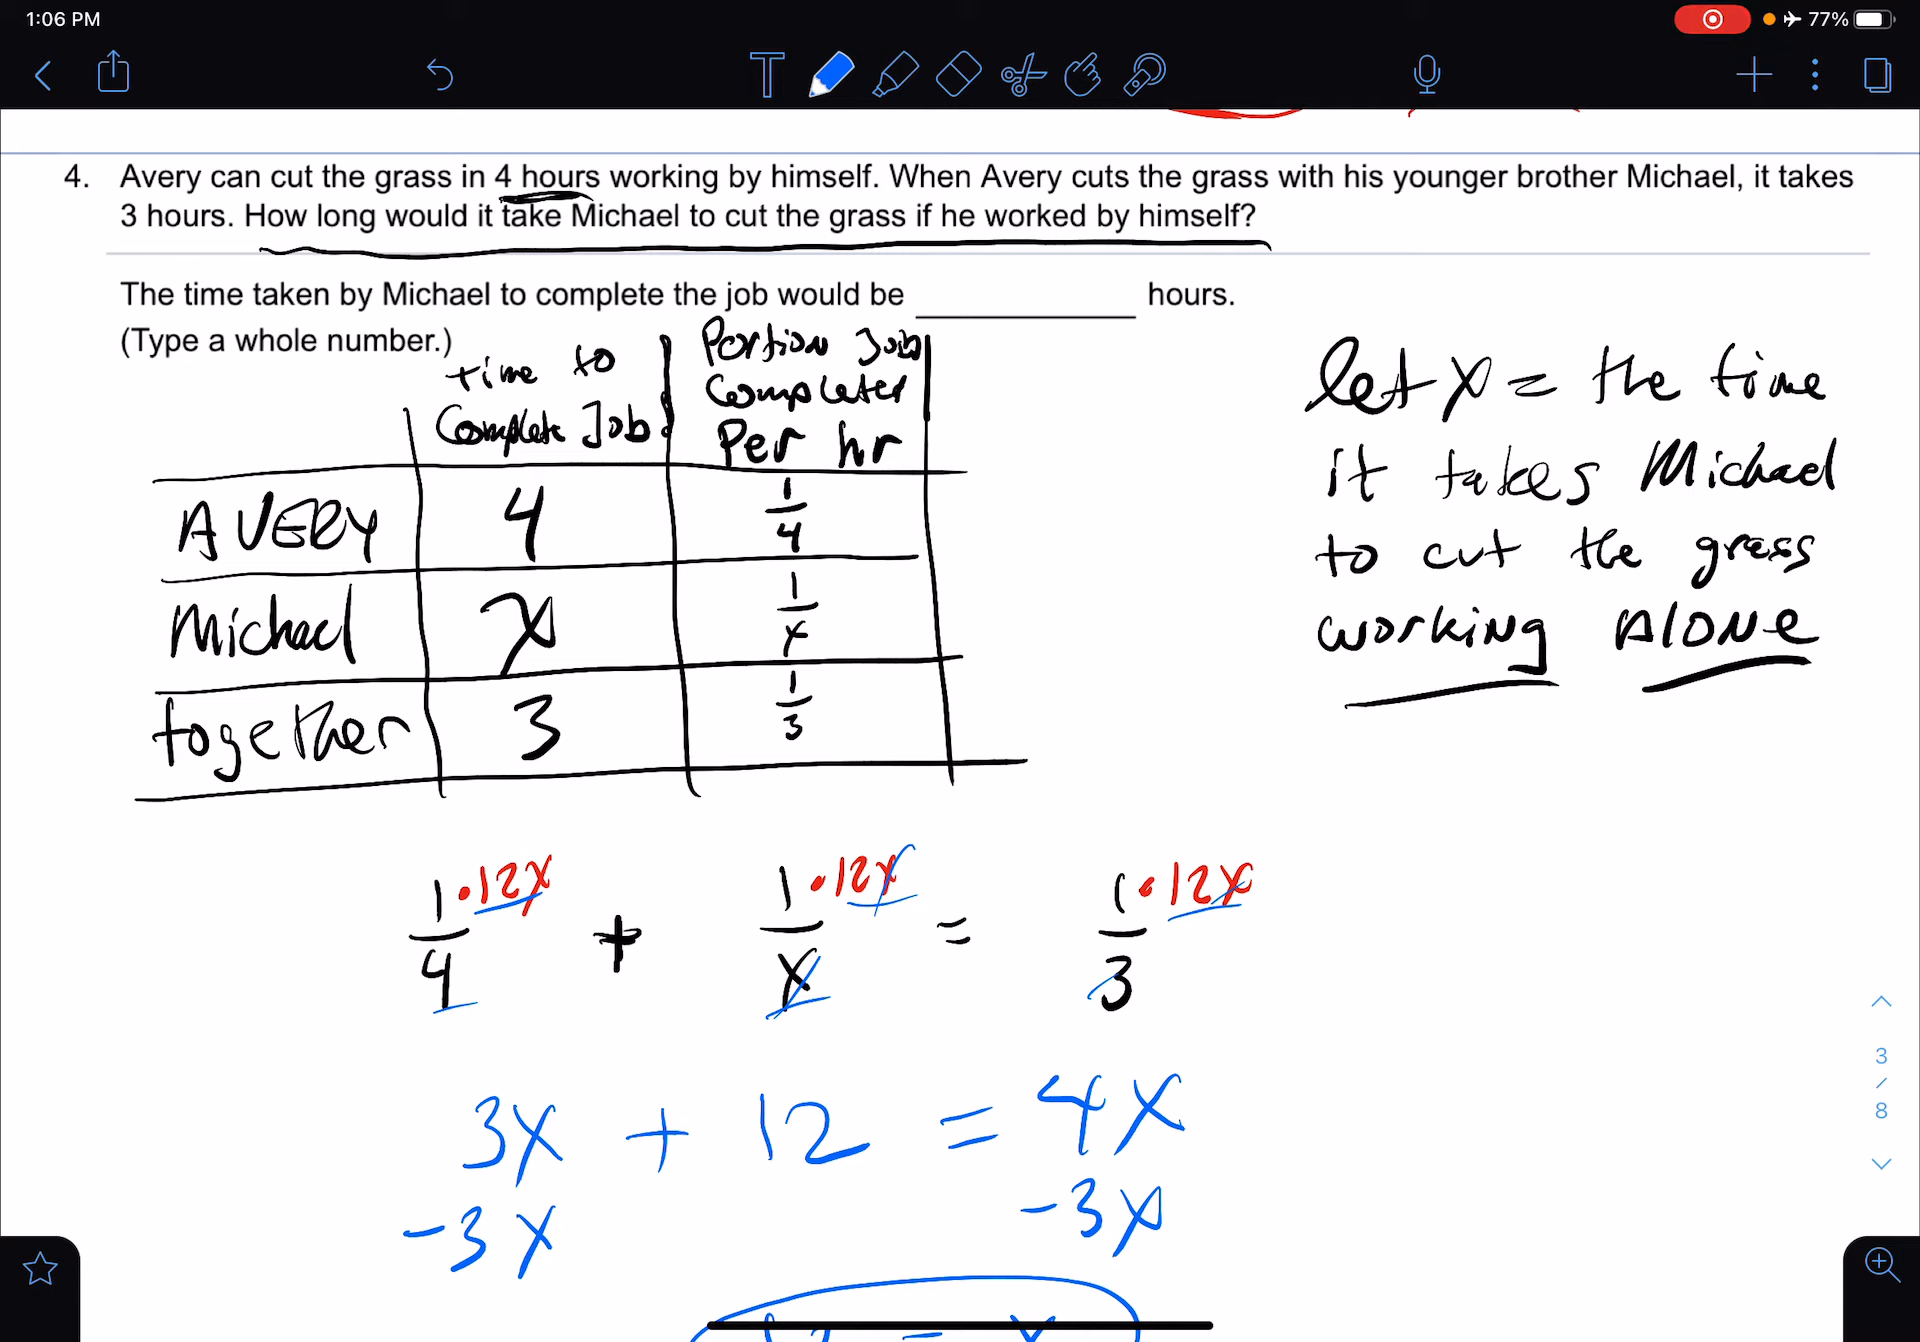 1:06 PM
77%
4. Avery can cut the grass in 4 hours working by himself. When Avery cuts the grass with his younger brother Michael, it takes
3 hours. How long would it take Michael to cut the grass if he worked by himself?
The time taken by Michael to complete the job would be ____________ hours.
(Type a whole number.)
time to Complete Job
Portion Job Completed Per hr
AVERY 4 1/4
Michael x 1/x
together 3 1/3
let x = the time
it takes Michael
to cut the grass
working ALONE
1/4 • 12x + 1/x • 12x = 1/3 • 12x
3x + 12 = 4x
-3x -3x
12 = x
3 / 8